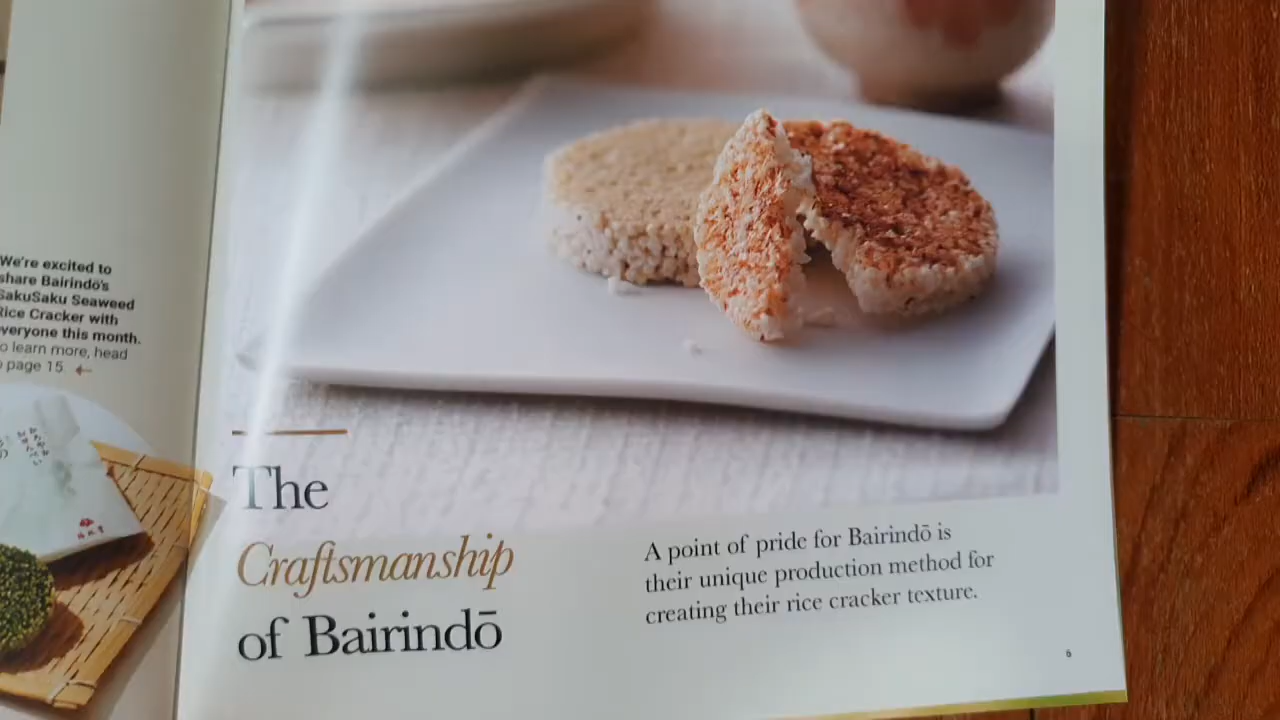 We're excited to
share Bairindō's
SakuSaku Seaweed
Rice Cracker with
everyone this month.
To learn more, head
page 15.
The
Craftsmanship
of Bairindō
A point of pride for Bairindō is
their unique production method for
creating their rice cracker texture.
6